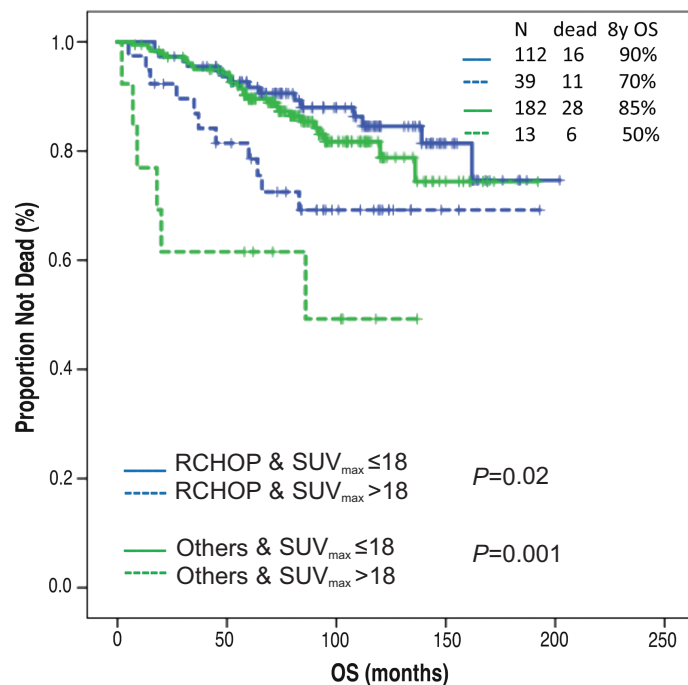 N dead 8y OS
112 16 90%
39 11 70%
182 28 85%
13 6 50%
1.0
0.8
0.6
0.4
0.2
0.0
Proportion Not Dead (%)
RCHOP & SUVmax ≤18
RCHOP & SUVmax >18
P=0.02
Others & SUVmax ≤18
Others & SUVmax >18
P=0.001
0 50 100 150 200 250
OS (months)